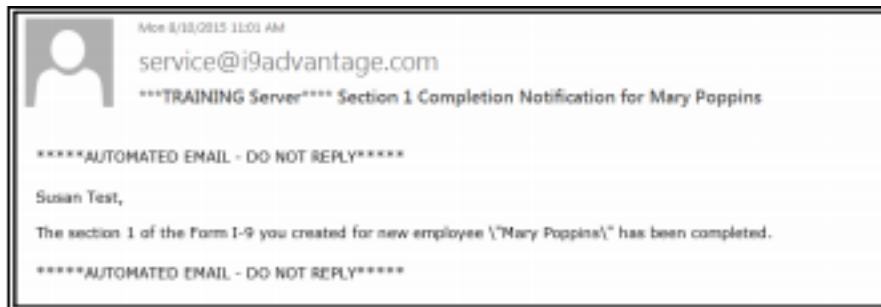 Mon 8/10/2015 11:01 AM
service@i9advantage.com
***TRAINING Server**** Section 1 Completion Notification for Mary Poppins
*****AUTOMATED EMAIL - DO NOT REPLY*****
Susan Test,
The section 1 of the Form I-9 you created for new employee \"Mary Poppins\" has been completed.
*****AUTOMATED EMAIL - DO NOT REPLY*****